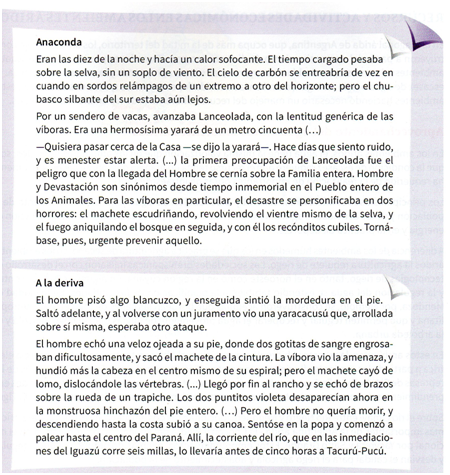 Anaconda
Eran las diez de la noche y hacía un calor sofocante. El tiempo cargado pesaba
sobre la selva, sin un soplo de viento. El cielo de carbón se entreabría de vez en
cuando en sordos relámpagos de un extremo a otro del horizonte; pero el chu-
basco silbante del sur estaba aún lejos.
Por un sendero de vacas, avanzaba Lanceolada, con la lentitud genérica de las
víboras. Era una hermosísima yarará de un metro cincuenta (...)
—Quisiera pasar cerca de la Casa —se dijo la yarará—. Hace días que siento ruido,
y es menester estar alerta. (...) la primera preocupación de Lanceolada fue el
peligro que con la llegada del Hombre se cernía sobre la Familia entera. Hombre
y Devastación son sinónimos desde tiempo inmemorial en el Pueblo entero de
los Animales. Para las víboras en particular, el desastre se personificaba en dos
horrores: el machete escudriñando, revolviendo el vientre mismo de la selva, y
el fuego aniquilando el bosque en seguida, y con él los recónditos cubiles. Torná-
base, pues, urgente prevenir aquello.
A la deriva
El hombre pisó algo blancuzco, y enseguida sintió la mordedura en el pie.
Saltó adelante, y al volverse con un juramento vio una yaracacusú que, arrollada
sobre sí misma, esperaba otro ataque.
El hombre echó una veloz ojeada a su pie, donde dos gotitas de sangre engrosa-
ban dificultosamente, y sacó el machete de la cintura. La víbora vio la amenaza, y
hundió más la cabeza en el centro mismo de su espiral; pero el machete cayó de
lomo, dislocándole las vértebras. (...) Llegó por fin al rancho y se echó de brazos
sobre la rueda de un trapiche. Los dos puntitos violeta desaparecían ahora en
la monstruosa hinchazón del pie entero. (...) Pero el hombre no quería morir, y
descendiendo hasta la costa subió a su canoa. Sentóse en la popa y comenzó a
palear hasta el centro del Paraná. Allí, la corriente del río, que en las inmediacio-
nes del Iguazú corre seis millas, lo llevaría antes de cinco horas a Tacurú-Pucú.